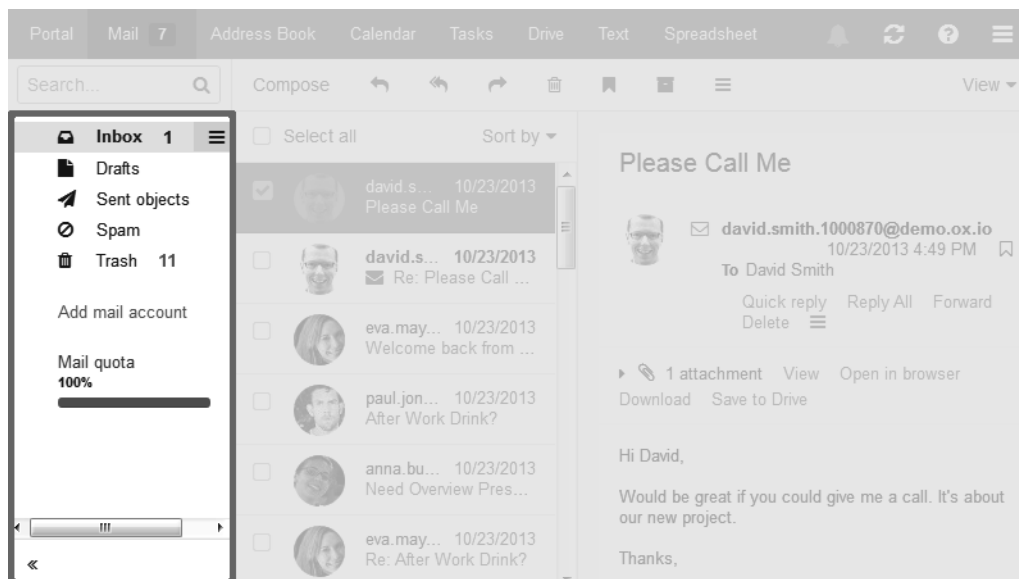 Portal Mail 7 Address Book Calendar Tasks Drive Text Spreadsheet
Search... Compose View
Inbox 1
Drafts
Sent objects
Spam
Trash 11
Add mail account
Mail quota
100%
Select all Sort by
david.s... 10/23/2013
Please Call Me
david.s... 10/23/2013
Re: Please Call ...
eva.may... 10/23/2013
Welcome back from ...
paul.jon... 10/23/2013
After Work Drink?
anna.bu... 10/23/2013
Need Overview Pres...
eva.may... 10/23/2013
Re: After Work Drink?
Please Call Me
david.smith.1000870@demo.ox.io
10/23/2013 4:49 PM
To David Smith
Quick reply Reply All Forward
Delete
1 attachment View Open in browser
Download Save to Drive
Hi David,
Would be great if you could give me a call. It's about
our new project.
Thanks,